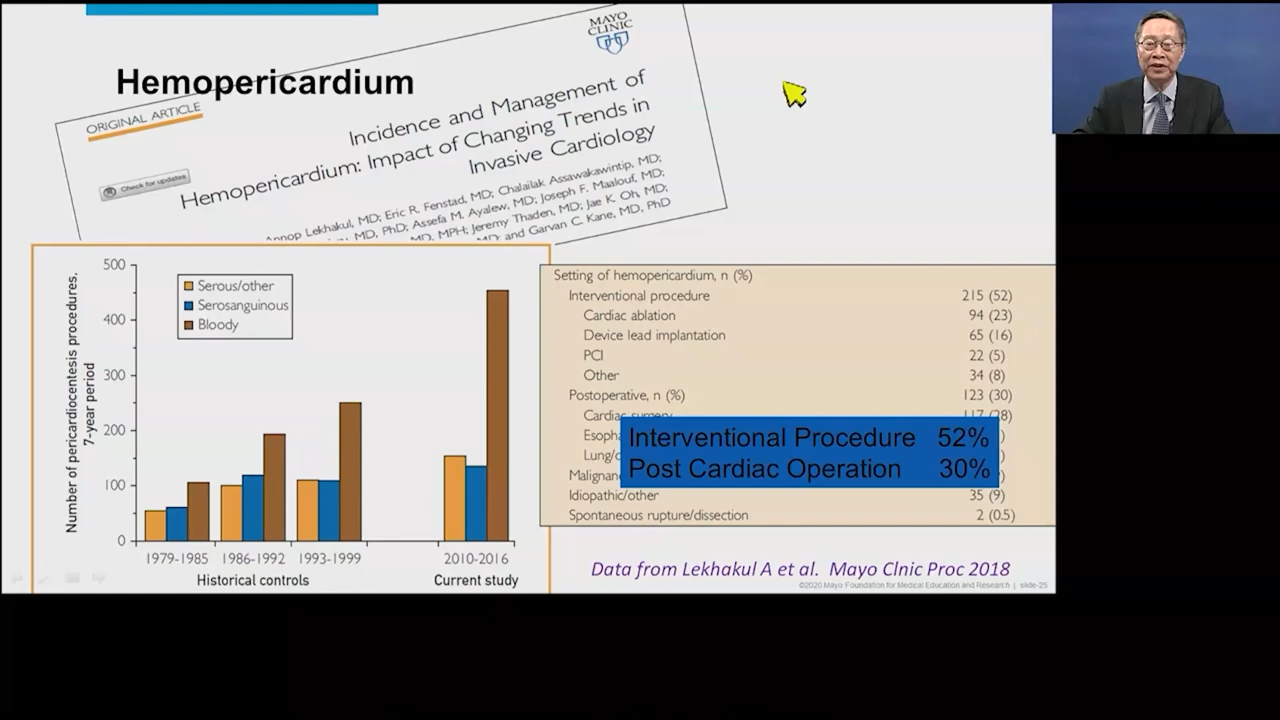 Hemopericardium
MAYO
CLINIC
ORIGINAL ARTICLE
Check for updates
Incidence and Management of
Hemopericardium: Impact of Changing Trends in
Invasive Cardiology
Annop Lekhakul, MD; Eric R. Fenstad, MD; Chalailak Assawakawintip, MD;
MD, PhD; Assefa M. Ayalew, MD; Joseph F. Maalouf, MD;
MD, MPH; Jeremy Thaden, MD; Jae K. Oh, MD;
MD; and Garvan C. Kane, MD, PhD
Number of pericardiocentesis procedures,
7-year period
500
400
300
200
100
0
Serous/other
Serosanguinous
Bloody
1979-1985 1986-1992 1993-1999 2010-2016
Historical controls Current study
Setting of hemopericardium, n (%)
Interventional procedure 215 (52)
Cardiac ablation 94 (23)
Device lead implantation 65 (16)
PCI 22 (5)
Other 34 (8)
Postoperative, n (%) 123 (30)
Cardiac surgery 117 (28)
Interventional Procedure 52%
Post Cardiac Operation 30%
Idiopathic/other 35 (9)
Spontaneous rupture/dissection 2 (0.5)
Data from Lekhakul A et al. Mayo Clnic Proc 2018
©2020 Mayo Foundation for Medical Education and Research | slide-25